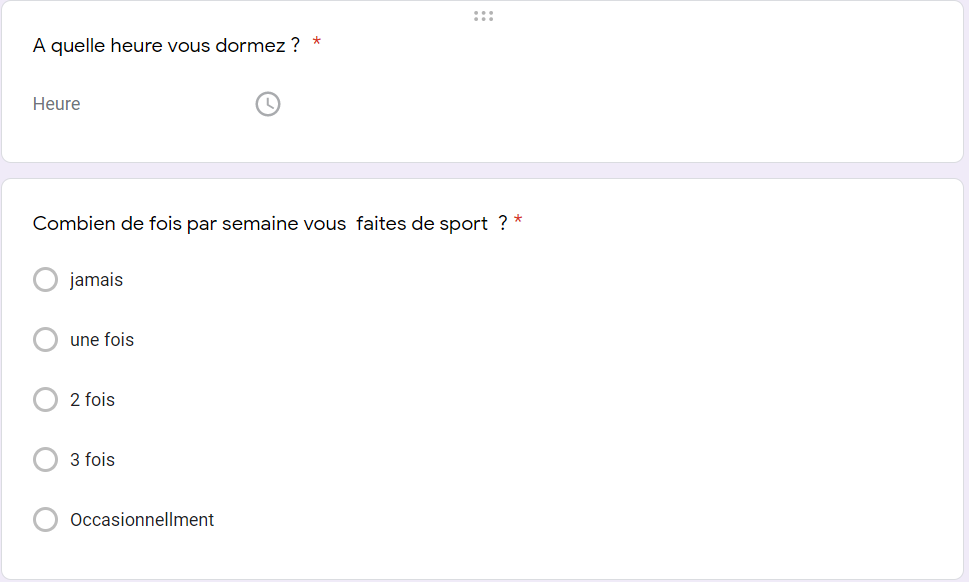 A quelle heure vous dormez ? *
Heure
Combien de fois par semaine vous  faites de sport  ? *
jamais
une fois
2 fois
3 fois
Occasionnellment